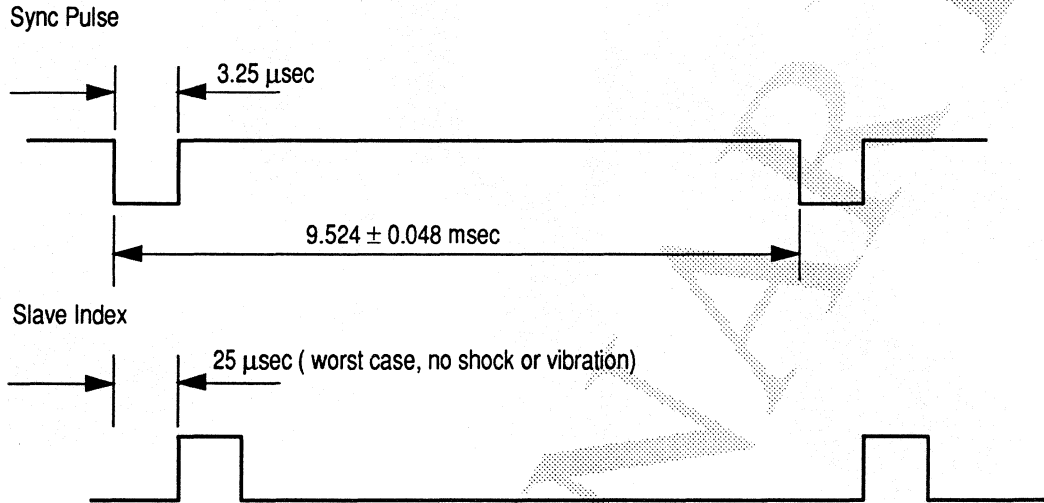 Sync Pulse
3.25 µsec
9.524 ± 0.048 msec
Slave Index
25 µsec ( worst case, no shock or vibration)